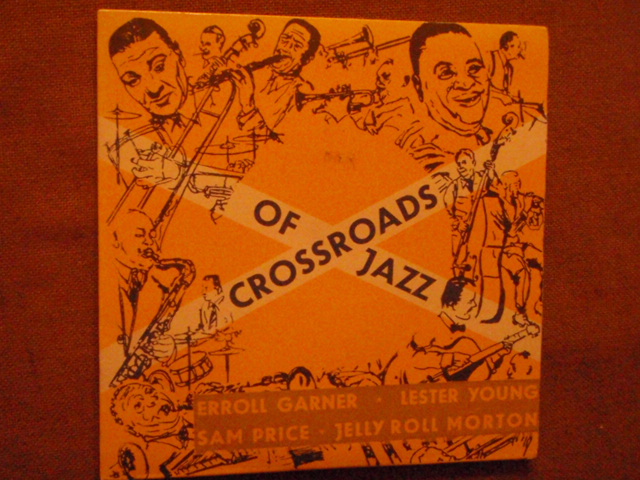 OF
CROSSROADS
JAZZ
ERROLL GARNER · LESTER YOUNG
SAM PRICE · JELLY ROLL MORTON